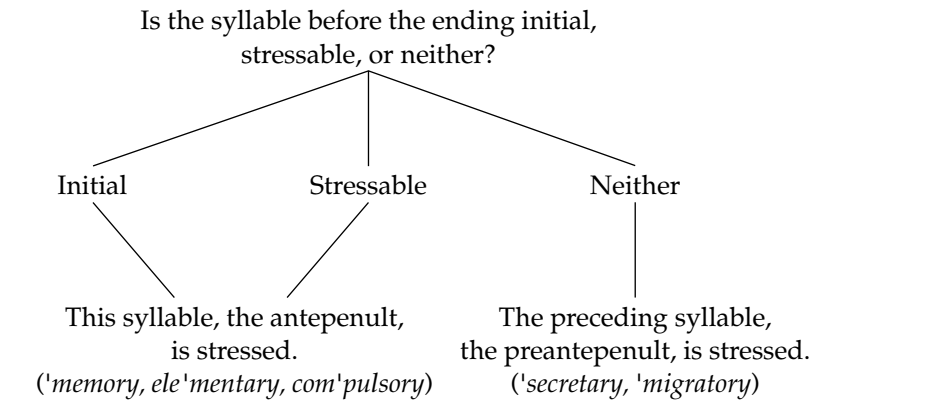 Is the syllable before the ending initial,
stressable, or neither?
Initial Stressable Neither
This syllable, the antepenult,
is stressed.
('memory, ele'mentary, com'pulsory)
The preceding syllable,
the preantepenult, is stressed.
('secretary, 'migratory)